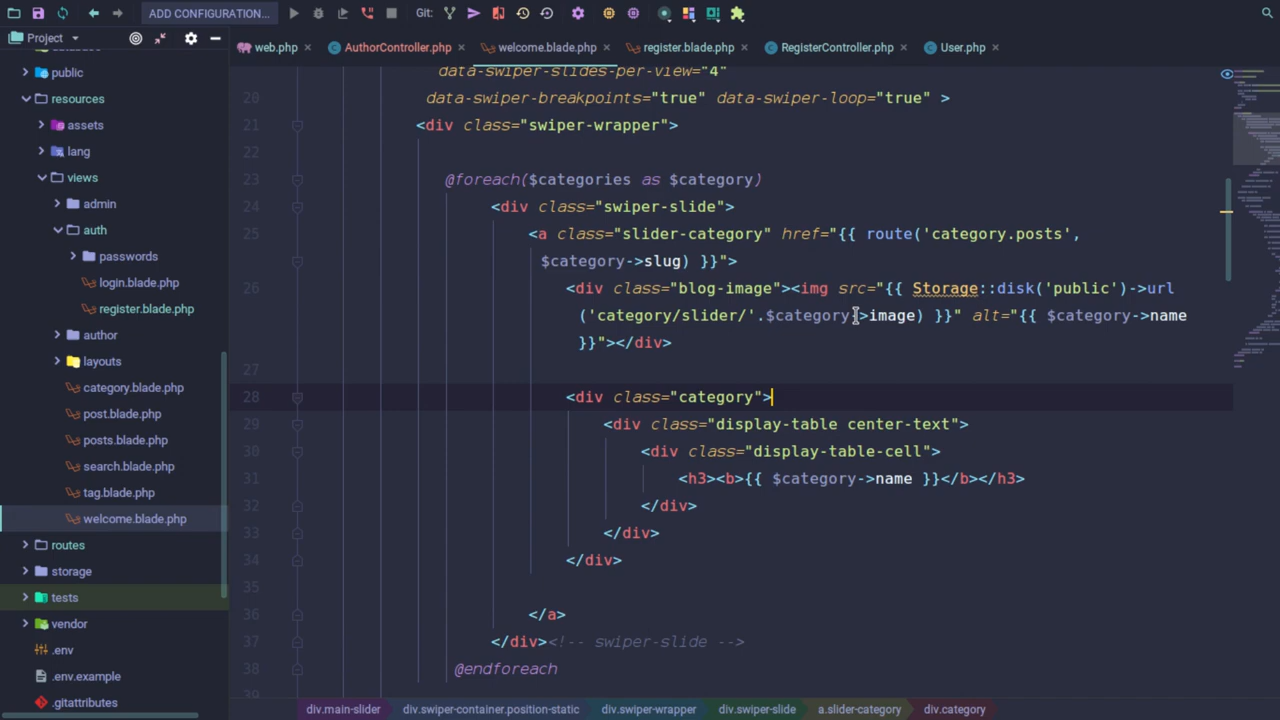 ADD CONFIGURATION...
Git:
Project
web.php
AuthorController.php
welcome.blade.php
register.blade.php
RegisterController.php
User.php
public
resources
assets
lang
views
admin
auth
passwords
login.blade.php
register.blade.php
author
layouts
category.blade.php
post.blade.php
posts.blade.php
search.blade.php
tag.blade.php
welcome.blade.php
routes
storage
tests
vendor
.env
.env.example
.gitattributes
data-swiper-slides-per-view="4"
20 data-swiper-breakpoints="true" data-swiper-loop="true" >
21 <div class="swiper-wrapper">
22
23 @foreach($categories as $category)
24 <div class="swiper-slide">
25 <a class="slider-category" href="{{ route('category.posts',
$category->slug) }}">
26 <div class="blog-image"><img src="{{ Storage::disk('public')->url
('category/slider/'.$category->image) }}" alt="{{ $category->name
}}"></div>
27
28 <div class="category">
29 <div class="display-table center-text">
30 <div class="display-table-cell">
31 <h3><b>{{ $category->name }}</b></h3>
32 </div>
33 </div>
34 </div>
35
36 </a>
37 </div><!-- swiper-slide -->
38 @endforeach
39
div.main-slider
div.swiper-container.position-static
div.swiper-wrapper
div.swiper-slide
a.slider-category
div.category